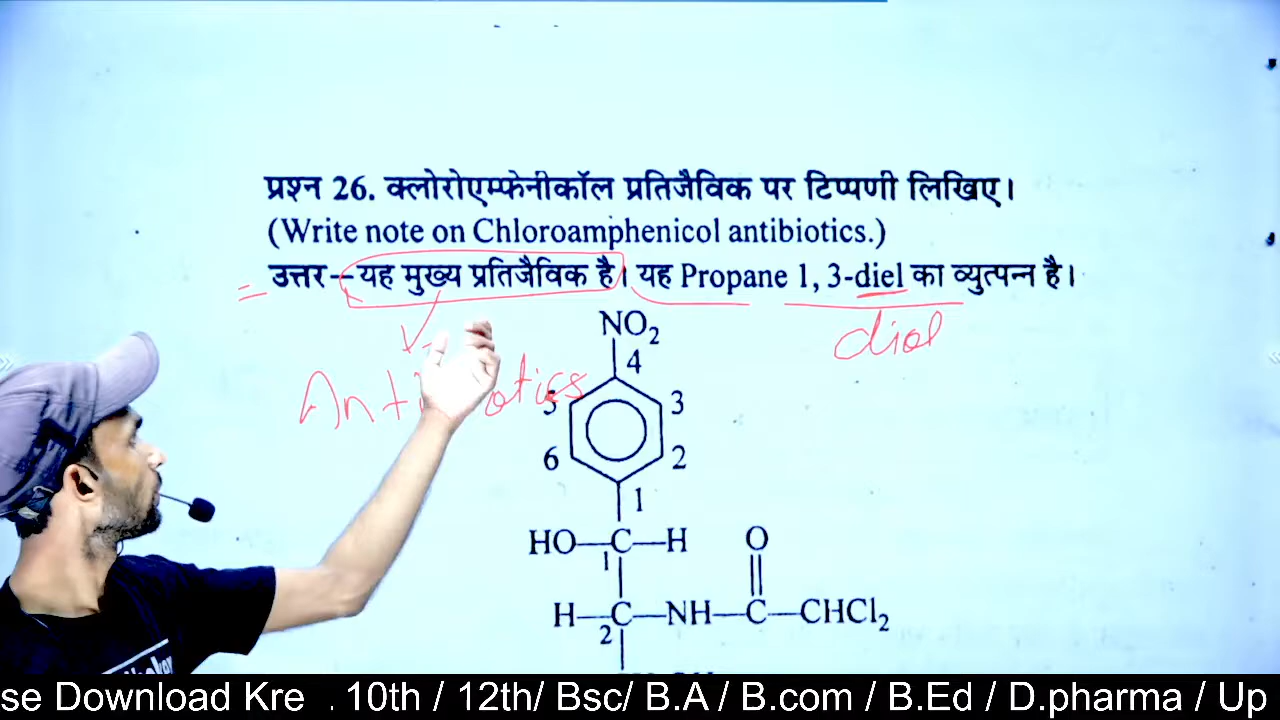 प्रश्न 26. क्लोरोएम्फेनीकॉल प्रतिजैविक पर टिप्पणी लिखिए।
(Write note on Chloroamphenicol antibiotics.)
उत्तर–यह मुख्य प्रतिजैविक है। यह Propane 1, 3-diel का व्युत्पन्न है।
diol
NO2
4
5 3
6 2
1
HO—C—H O
1
H—C—NH—C—CHCl2
2
se Download Kre . 10th / 12th/ Bsc/ B.A / B.com / B.Ed / D.pharma / Up